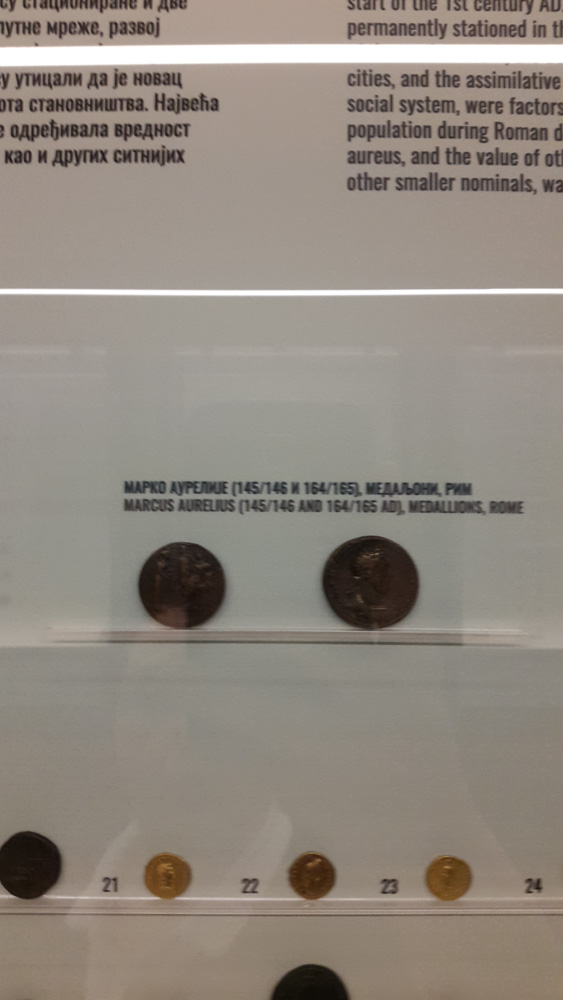 су стациониране и две
путне мреже, развој
су утицали да је новац
ота становништва. Највећа
е одређивала вредност
као и других ситнијих
start of the 1st century AD,
permanently stationed in th
cities, and the assimilative
social system, were factors
population during Roman d
aureus, and the value of oth
other smaller nominals, wa
МАРКО АУРЕЛИЈЕ (145/146 И 164/165), МЕДАЉОНИ, РИМ
MARCUS AURELIUS (145/146 AND 164/165 AD), MEDALLIONS, ROME
21 22 23 24